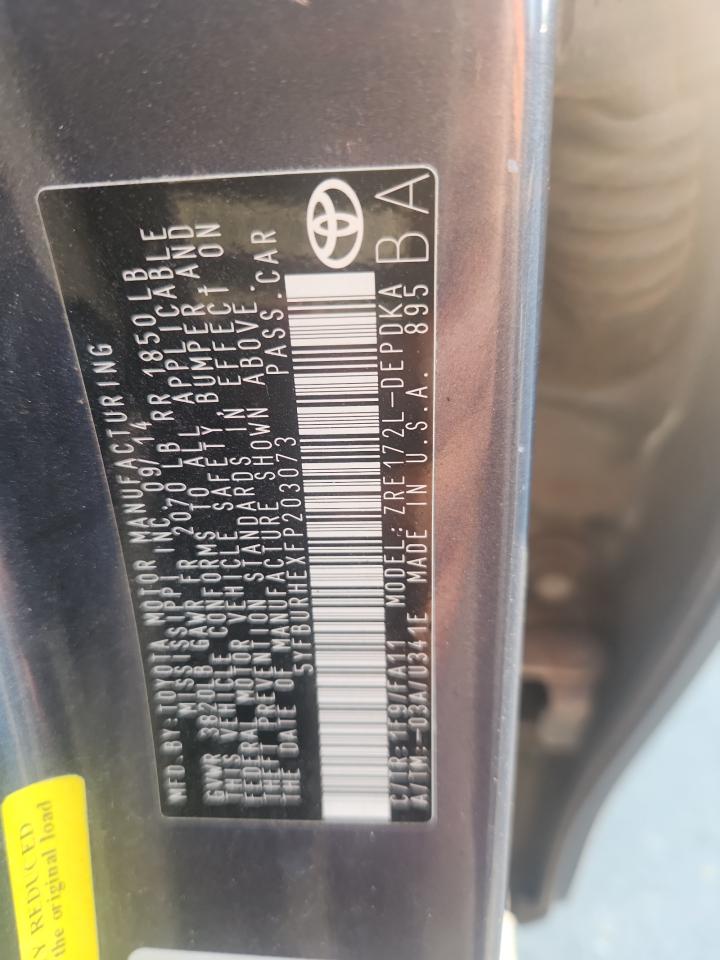 MFD. BY: TOYOTA MOTOR MANUFACTURING
MISSISSIPPI INC. 09/14
GVWR 3820LB GAWR FR 2070 LB RR 1850LB
THIS VEHICLE CONFORMS TO ALL APPLICABLE
FEDERAL MOTOR VEHICLE SAFETY, BUMPER, AND
THEFT PREVENTION STANDARDS IN EFFECT ON
THE DATE OF MANUFACTURE SHOWN ABOVE.
5YFBURHEXFP203073 PASS. CAR
C/TR: 1F9/FA11 MODEL: ZRE172L-DEPDKA
A/TM: -03A/U341E MADE IN U.S.A. 895
BA
REDUCED
the original load